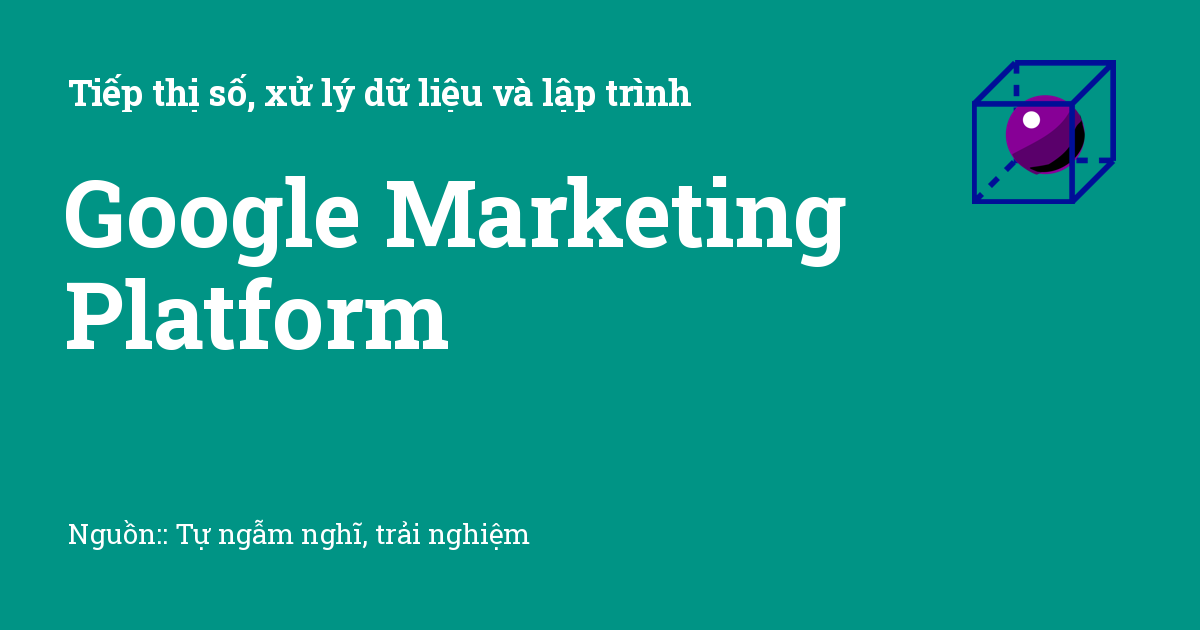 Tiếp thị số, xử lý dữ liệu và lập trình
Google Marketing
Platform
Nguồn:: Tự ngẫm nghĩ, trải nghiệm